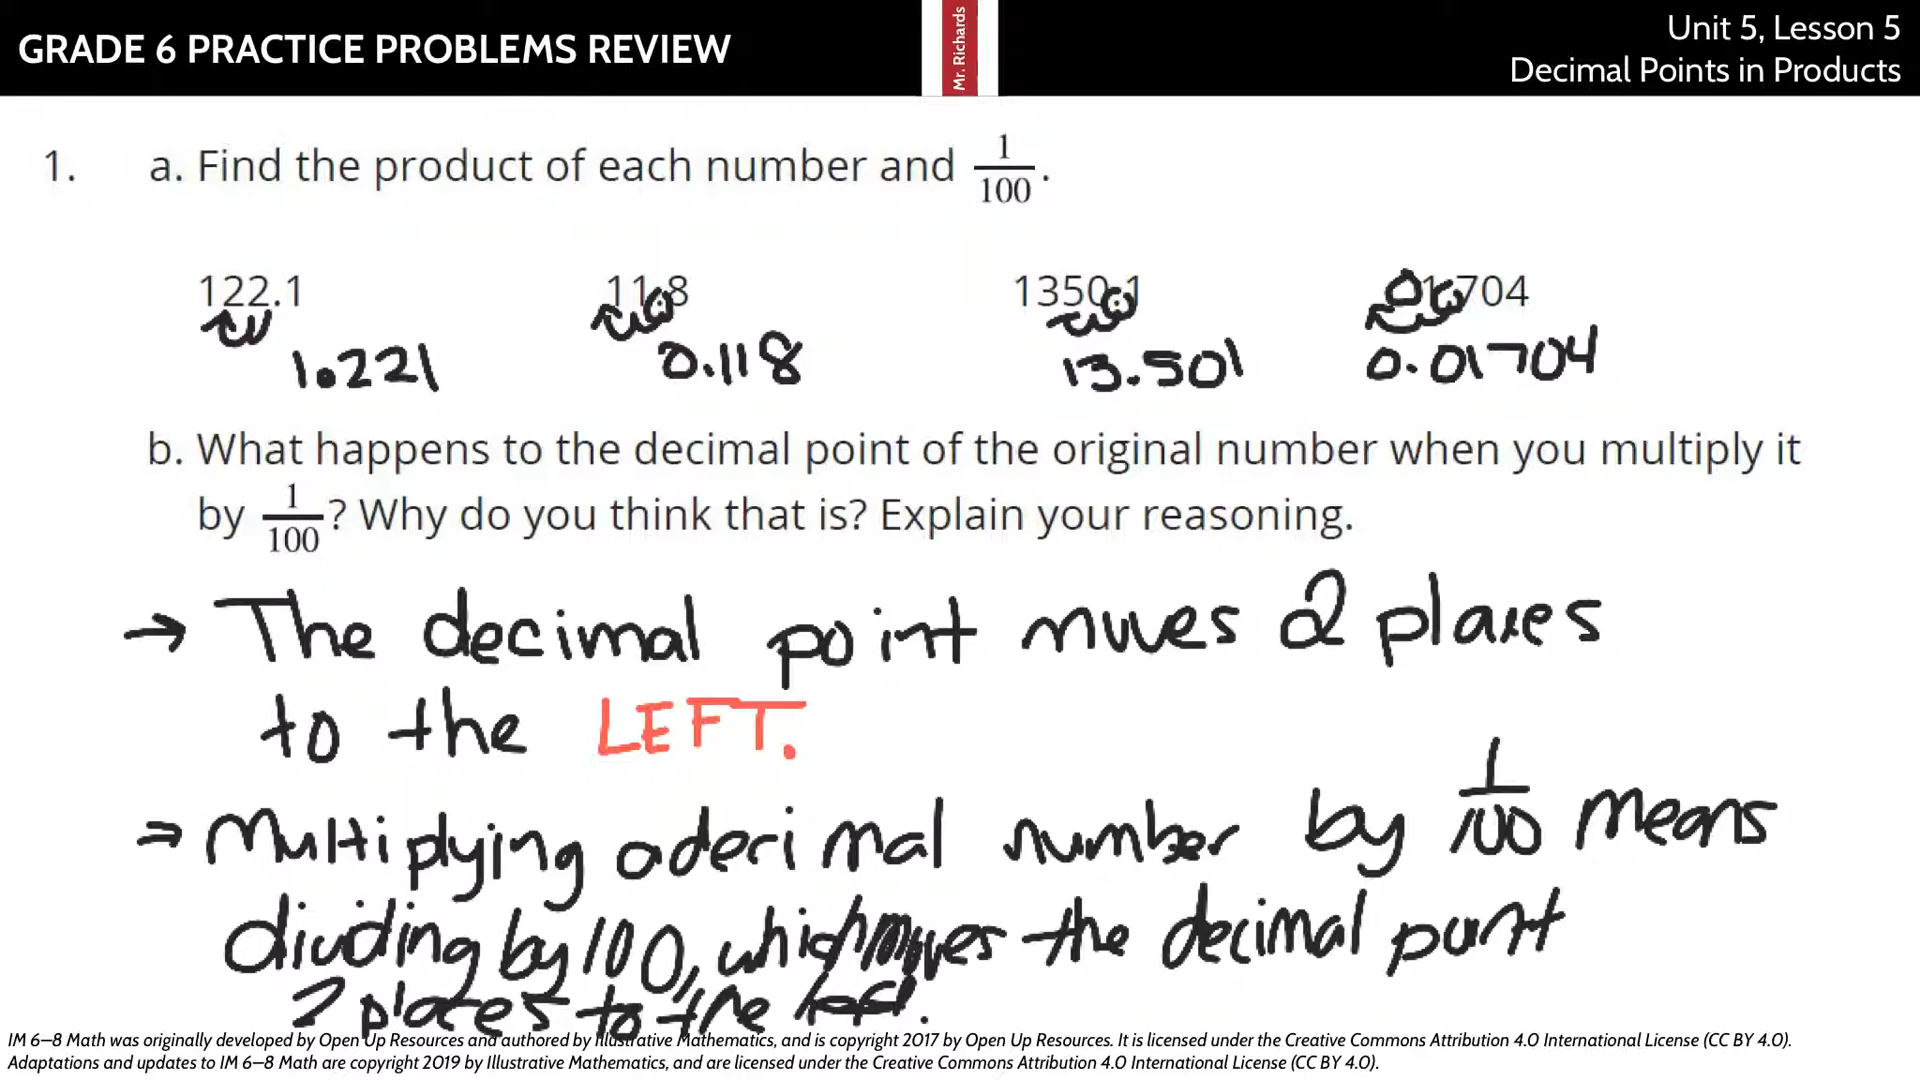 GRADE 6 PRACTICE PROBLEMS REVIEW
Mr. Richards
Unit 5, Lesson 5
Decimal Points in Products
1. a. Find the product of each number and 1/100.
122.1 11.8 1350.1 1.704
1.221 0.118 13.501 0.01704
b. What happens to the decimal point of the original number when you multiply it
by 1/100? Why do you think that is? Explain your reasoning.
→ The decimal point moves 2 places
to the LEFT.
⇒ Multiplying a decimal number by 1/100 means
dividing by 100, which moves the decimal point
2 places to the left.
IM 6–8 Math was originally developed by Open Up Resources and authored by Illustrative Mathematics, and is copyright 2017 by Open Up Resources. It is licensed under the Creative Commons Attribution 4.0 International License (CC BY 4.0).
Adaptations and updates to IM 6–8 Math are copyright 2019 by Illustrative Mathematics, and are licensed under the Creative Commons Attribution 4.0 International License (CC BY 4.0).